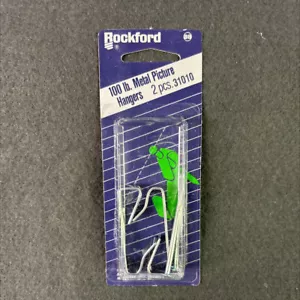 Rockford
®
100 lb. Metal Picture
Hangers 2 pcs. 31010